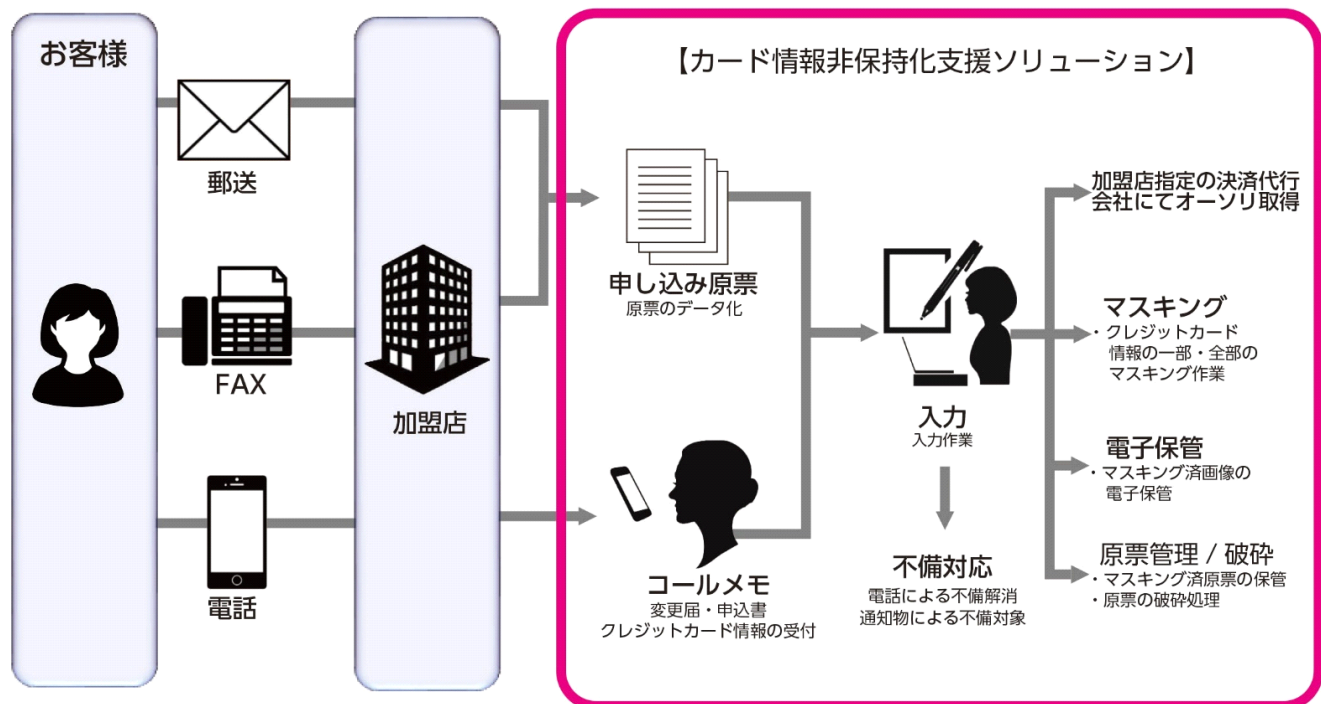 お客様
郵送
FAX
電話
加盟店
【カード情報非保持化支援ソリューション】
申し込み原票
原票のデータ化
コールメモ
変更届・申込書
クレジットカード情報の受付
入力
入力作業
不備対応
電話による不備解消
通知物による不備対象
加盟店指定の決済代行
会社にてオーソリ取得
マスキング
・クレジットカード
情報の一部・全部の
マスキング作業
電子保管
・マスキング済画像の
電子保管
原票管理 / 破砕
・マスキング済原票の保管
・原票の破砕処理